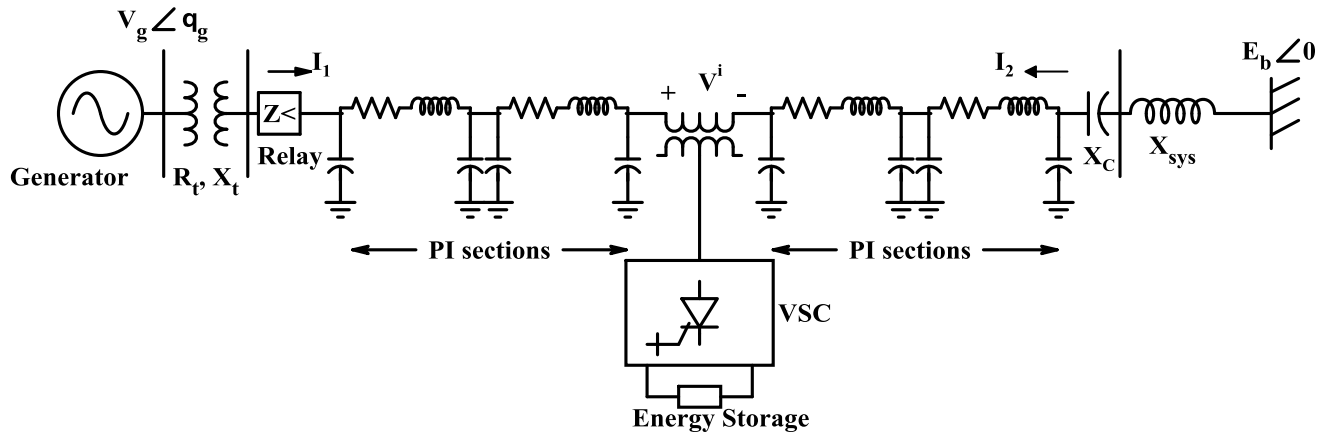 V_g∠q_g
I_1
V^i
+ -
I_2
E_b∠0
Z<
Relay
Generator
R_t, X_t
X_C
X_sys
PI sections
PI sections
VSC
Energy Storage